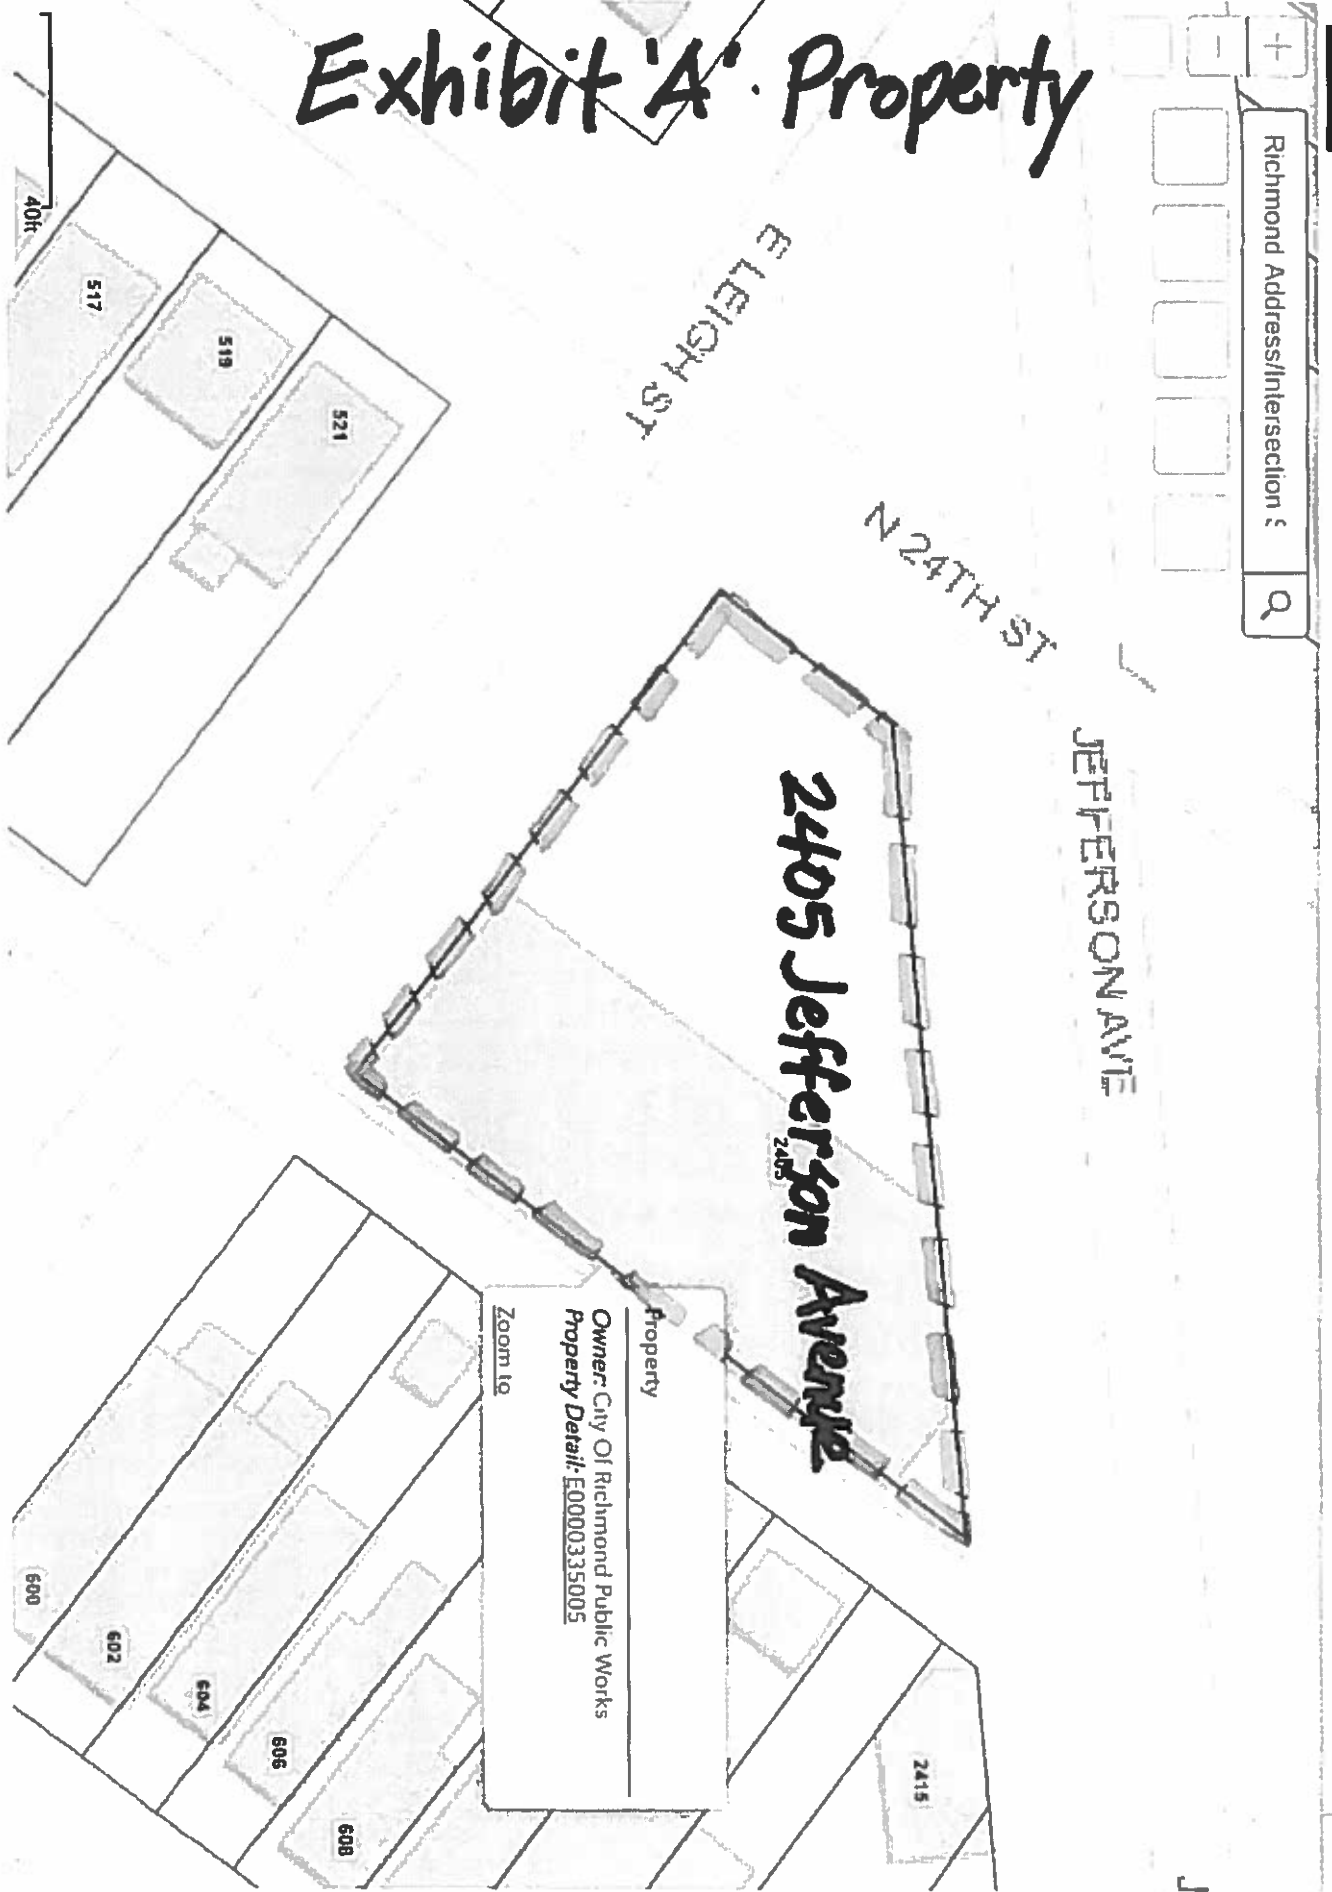 Exhibit 'A' · Property
+
-
Richmond Address/Intersection S
40ft
517
519
521
E LEIGH ST
N 24TH ST
JEFFERSON AVE
2405 Jefferson Avenue
2405
Property
Owner: City Of Richmond Public Works
Property Detail: E0000335005
Zoom to
600
602
604
606
608
2415
J